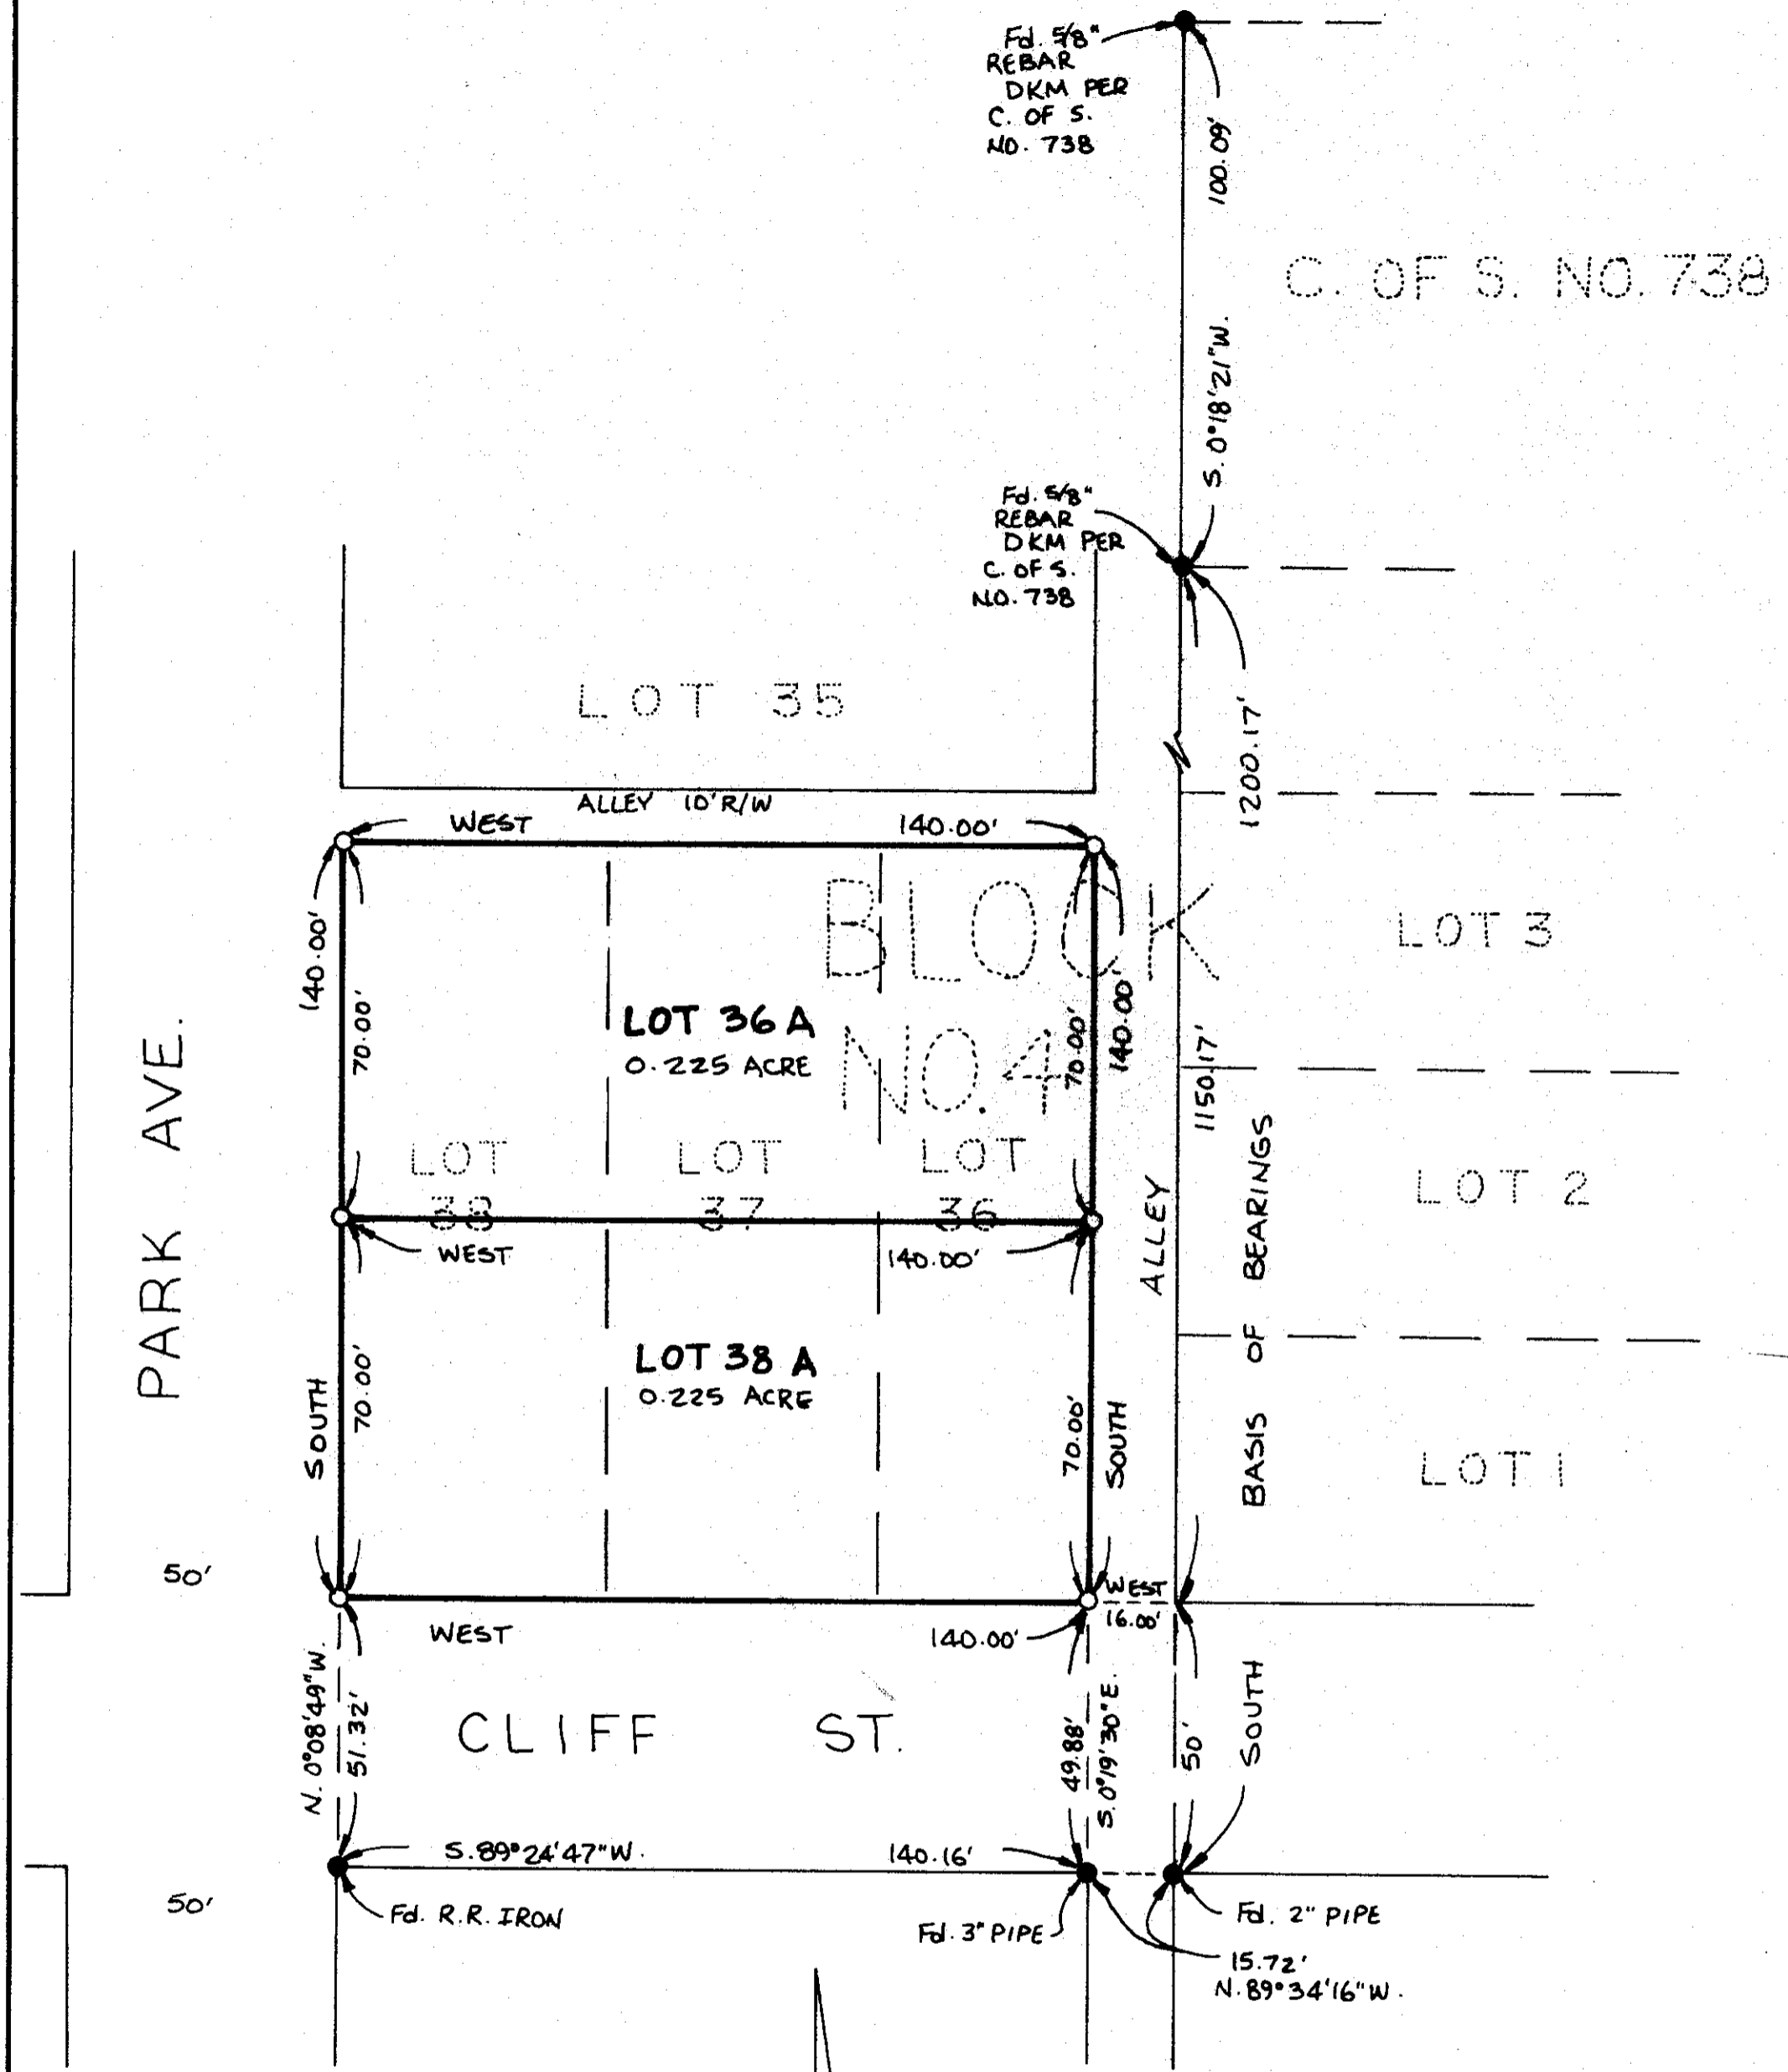 Fd. 5/8"
REBAR
DKM PER
C. OF S.
NO. 738
100.09'
C. OF S. NO. 738
S. 0°18'21"W.
Fd. 5/8"
REBAR
DKM PER
C. OF S.
NO. 738
LOT 35
1200.17'
ALLEY 10' R/W
WEST 140.00'
BLOCK
NO. 4
LOT 3
140.00'
70.00'
LOT 36 A
0.225 ACRE
70.00'
140.00'
1150.17'
PARK AVE.
LOT
38
LOT
37
LOT
36
LOT 2
WEST 140.00'
ALLEY
BASIS OF BEARINGS
LOT 38 A
0.225 ACRE
SOUTH
70.00'
70.00'
SOUTH
LOT 1
50'
WEST
16.00'
WEST 140.00'
N. 0°08'49"W.
51.32'
CLIFF ST.
49.88'
S. 0°19'30"E.
50'
SOUTH
S. 89°24'47"W. 140.16'
50'
Fd. R.R. IRON
Fd. 3" PIPE
Fd. 2" PIPE
15.72'
N. 89°34'16"W.